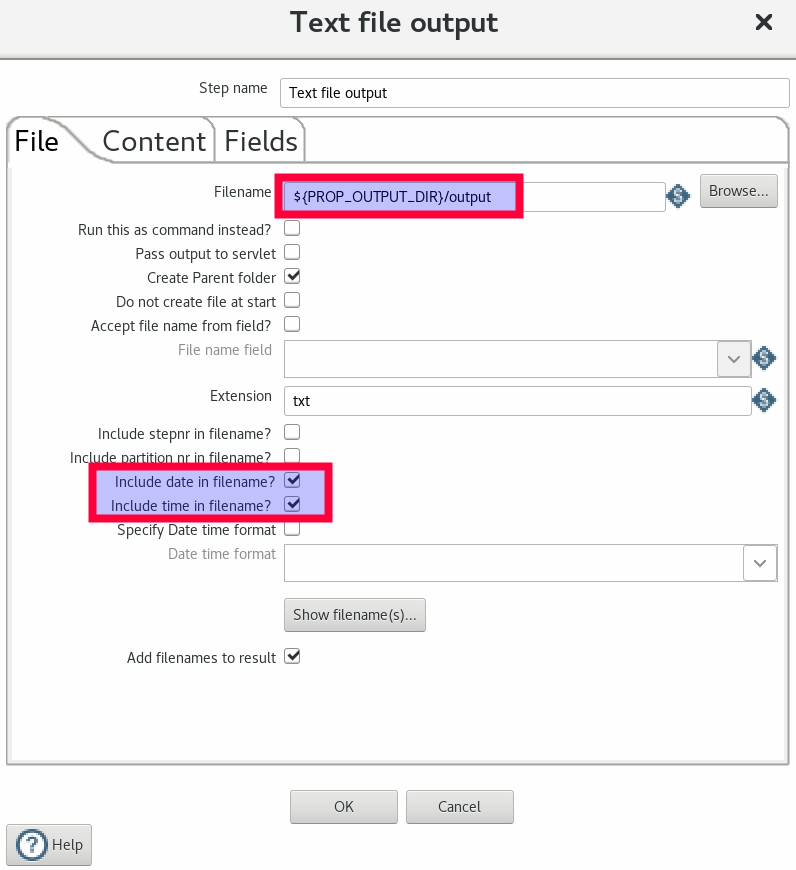 Text file output
Step name Text file output
File Content Fields
Filename ${PROP_OUTPUT_DIR}/output Browse...
Run this as command instead?
Pass output to servlet
Create Parent folder
Do not create file at start
Accept file name from field?
File name field
Extension txt
Include stepnr in filename?
Include partition nr in filename?
Include date in filename?
Include time in filename?
Specify Date time format
Date time format
Show filename(s)...
Add filenames to result
OK Cancel
? Help